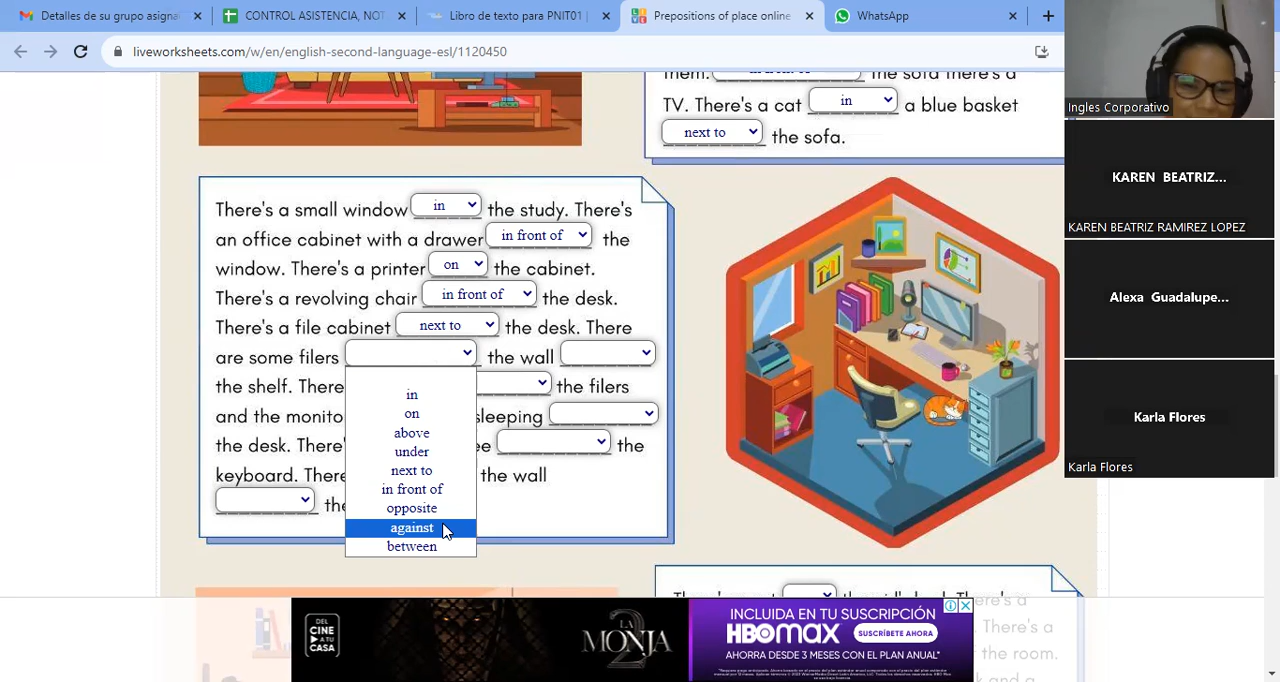 Detalles de su grupo asigna
CONTROL ASISTENCIA, NOT
Libro de texto para PNIT01
Prepositions of place online
WhatsApp
liveworksheets.com/w/en/english-second-language-esl/1120450
Ingles Corporativo
KAREN BEATRIZ...
KAREN BEATRIZ RAMIREZ LOPEZ
Alexa Guadalupe...
Karla Flores
Karla Flores
them. the sofa there's a
TV. There's a cat in a blue basket
next to the sofa.
There's a small window in the study. There's
an office cabinet with a drawer in front of the
window. There's a printer on the cabinet.
There's a revolving chair in front of the desk.
There's a file cabinet next to the desk. There
are some filers the wall
the shelf. There the filers
and the monito sleeping
the desk. There' ee the
keyboard. There the wall
the
in
on
above
under
next to
in front of
opposite
against
between
ere's a
There's a
the room.
DEL
CINE
A TU
CASA
LA
MONJA
2
INCLUIDA EN TU SUSCRIPCIÓN
HBOMAX
SUSCRÍBETE AHORA
AHORA DESDE 3 MESES CON EL PLAN ANUAL*